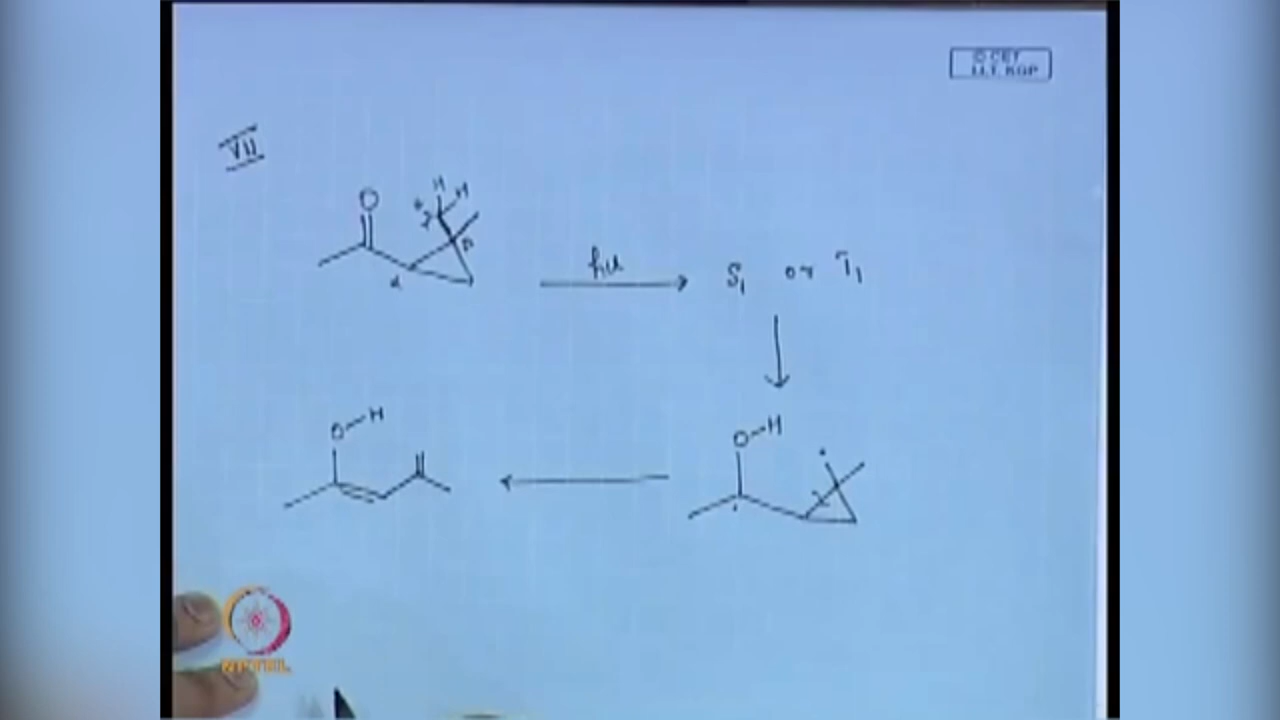 © CET
I.I.T. KGP
VII
O
H
H
γ
β
α
hν
S₁ or T₁
O-H
O-H
NPTEL